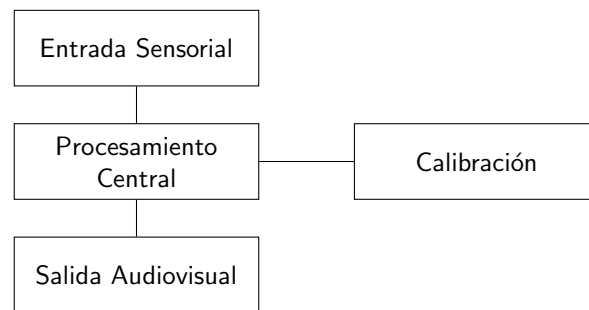 Entrada Sensorial
Procesamiento
Central
Calibración
Salida Audiovisual